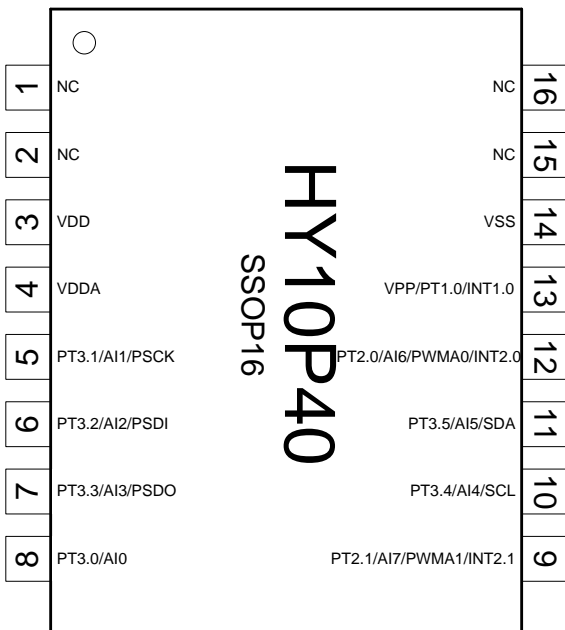 1 NC NC 16
2 NC NC 15
3 VDD VSS 14
4 VDDA VPP/PT1.0/INT1.0 13
5 PT3.1/AI1/PSCK PT2.0/AI6/PWMA0/INT2.0 12
6 PT3.2/AI2/PSDI PT3.5/AI5/SDA 11
7 PT3.3/AI3/PSDO PT3.4/AI4/SCL 10
8 PT3.0/AI0 PT2.1/AI7/PWMA1/INT2.1 9
HY10P40
SSOP16